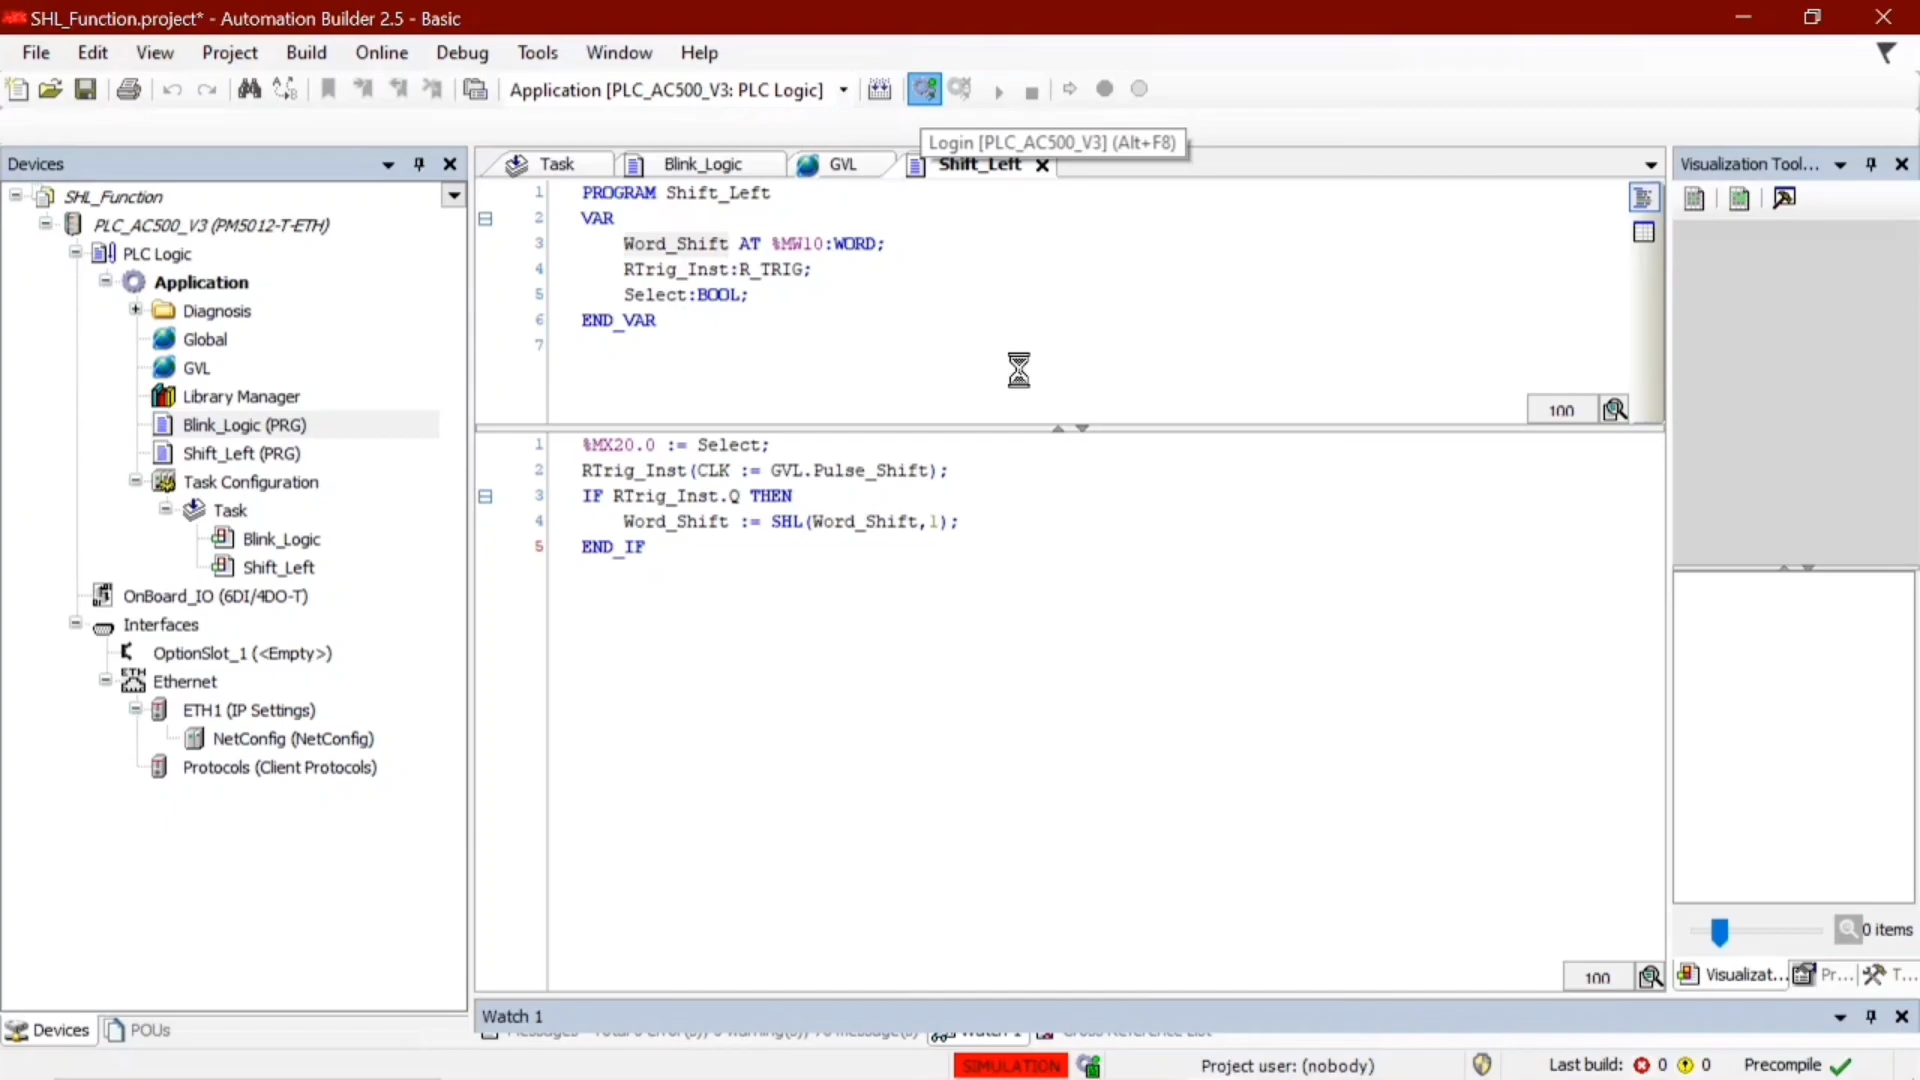 SHL_Function.project* - Automation Builder 2.5 - Basic
File Edit View Project Build Online Debug Tools Window Help
Application [PLC_AC500_V3: PLC Logic]
Login [PLC_AC500_V3] (Alt+F8)
Devices
SHL_Function
PLC_AC500_V3 (PM5012-T-ETH)
PLC Logic
Application
Diagnosis
Global
GVL
Library Manager
Blink_Logic (PRG)
Shift_Left (PRG)
Task Configuration
Task
Blink_Logic
Shift_Left
OnBoard_IO (6DI/4DO-T)
Interfaces
OptionSlot_1 (<Empty>)
ETH
Ethernet
ETH1 (IP Settings)
NetConfig (NetConfig)
Protocols (Client Protocols)
Devices POUs
Task Blink_Logic GVL Shift_Left
1 PROGRAM Shift_Left
2 VAR
3 Word_Shift AT %MW10:WORD;
4 RTrig_Inst:R_TRIG;
5 Select:BOOL;
6 END_VAR
7
100
1 %MX20.0 := Select;
2 RTrig_Inst(CLK := GVL.Pulse_Shift);
3 IF RTrig_Inst.Q THEN
4 Word_Shift := SHL(Word_Shift,1);
5 END_IF
100
Visualization Tool...
0 items
Visualizat... Pr... T...
Watch 1
SIMULATION
Project user: (nobody)
Last build: 0 0 Precompile